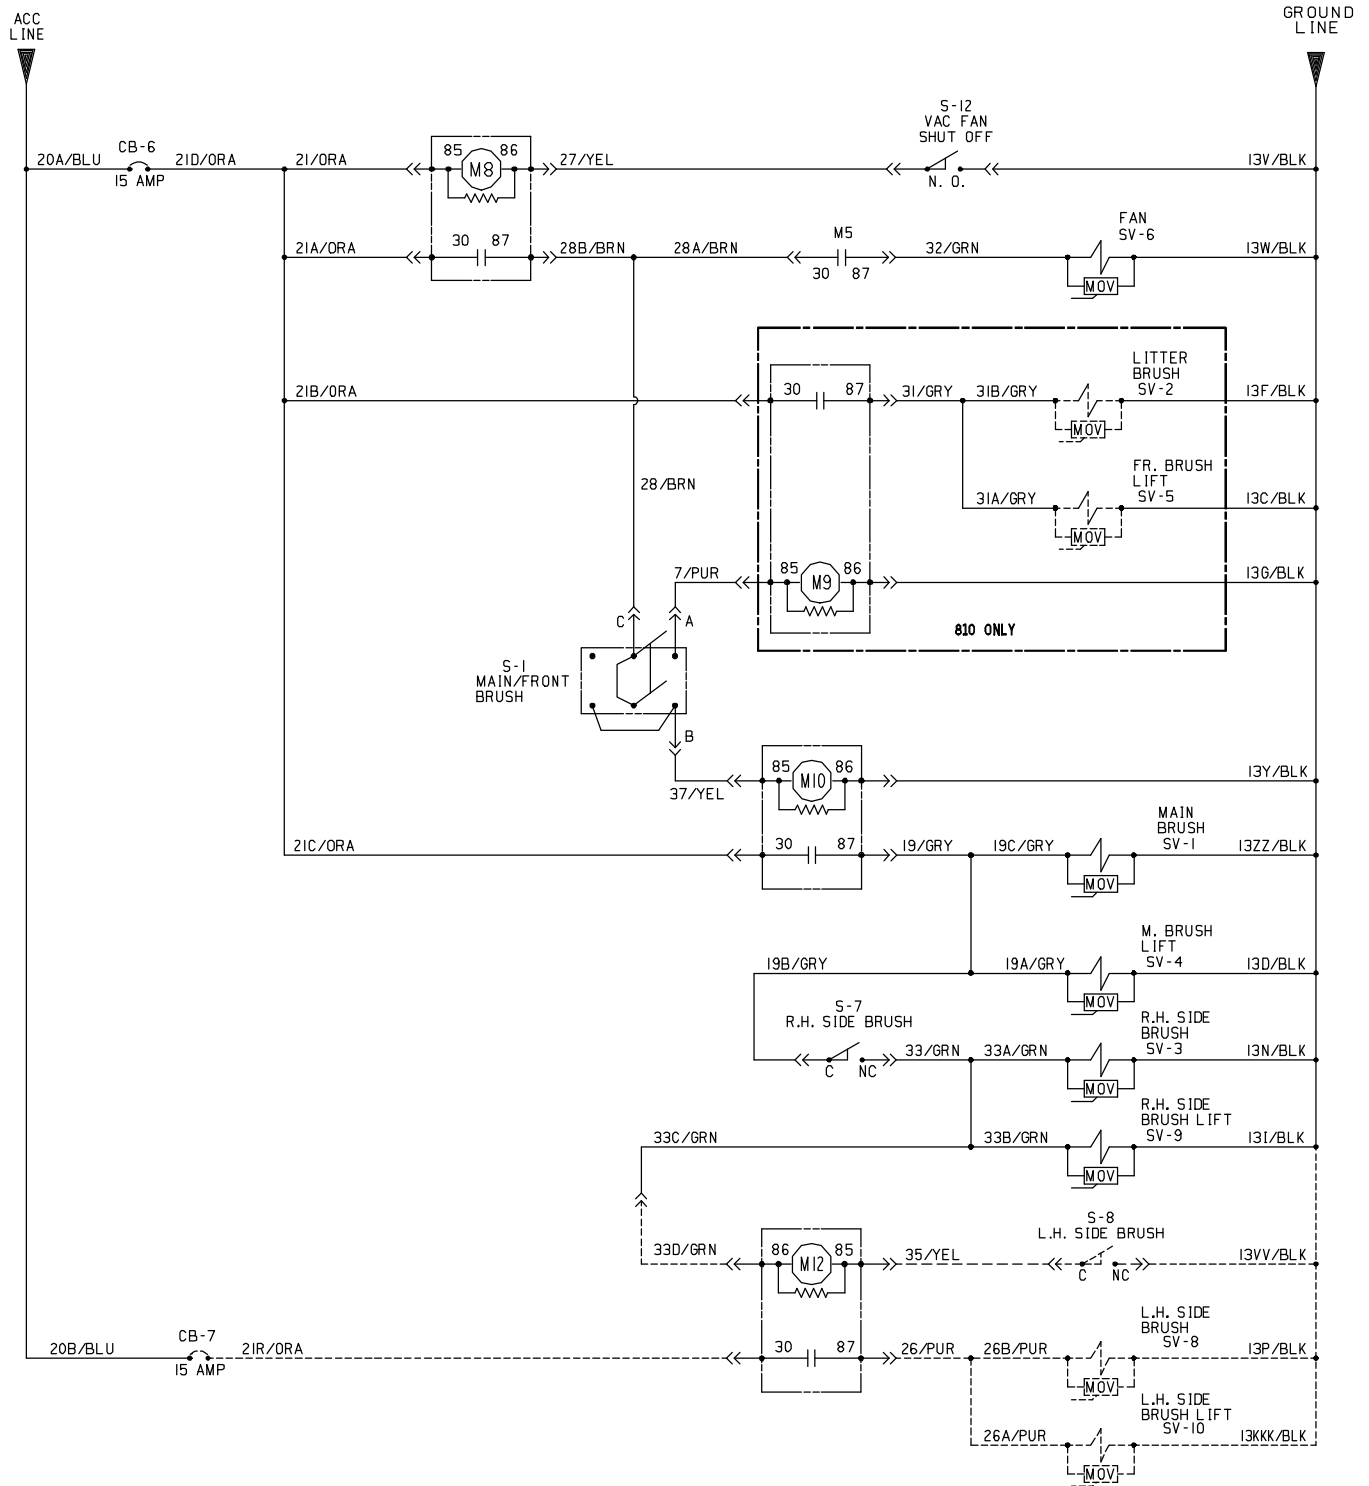 ACC
LINE
GROUND
LINE
S-12
VAC FAN
SHUT OFF
20A/BLU
CB-6
15 AMP
21D/ORA
21/ORA
85
86
M8
27/YEL
N. O.
13V/BLK
21A/ORA
30
87
28B/BRN
28A/BRN
M5
30
87
32/GRN
FAN
SV-6
MOV
13W/BLK
21B/ORA
30
87
31/GRY
31B/GRY
LITTER
BRUSH
SV-2
MOV
13F/BLK
28/BRN
31A/GRY
FR. BRUSH
LIFT
SV-5
MOV
13C/BLK
7/PUR
85
86
M9
13G/BLK
810 ONLY
C
A
S-1
MAIN/FRONT
BRUSH
B
37/YEL
85
86
M10
13Y/BLK
21C/ORA
30
87
19/GRY
19C/GRY
MAIN
BRUSH
SV-1
MOV
13ZZ/BLK
19B/GRY
19A/GRY
M. BRUSH
LIFT
SV-4
MOV
13D/BLK
S-7
R.H. SIDE BRUSH
C
NC
33/GRN
33A/GRN
R.H. SIDE
BRUSH
SV-3
MOV
13N/BLK
33C/GRN
33B/GRN
R.H. SIDE
BRUSH LIFT
SV-9
MOV
13I/BLK
33D/GRN
86
85
M12
35/YEL
S-8
L.H. SIDE BRUSH
C
NC
13VV/BLK
20B/BLU
CB-7
15 AMP
21R/ORA
30
87
26/PUR
26B/PUR
L.H. SIDE
BRUSH
SV-8
MOV
13P/BLK
26A/PUR
L.H. SIDE
BRUSH LIFT
SV-10
MOV
13KKK/BLK